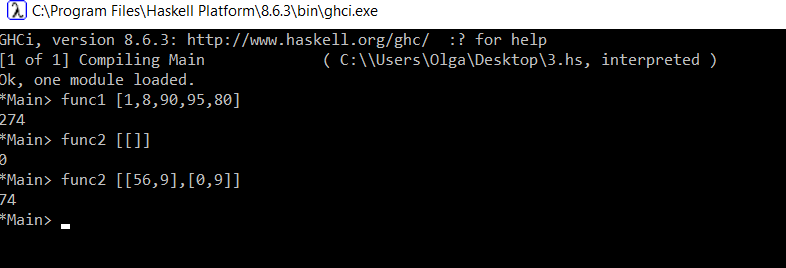 C:\Program Files\Haskell Platform\8.6.3\bin\ghci.exe
GHCi, version 8.6.3: http://www.haskell.org/ghc/  :? for help
[1 of 1] Compiling Main             ( C:\\Users\Olga\Desktop\3.hs, interpreted )
Ok, one module loaded.
*Main> func1 [1,8,90,95,80]
274
*Main> func2 [[]]
0
*Main> func2 [[56,9],[0,9]]
74
*Main>